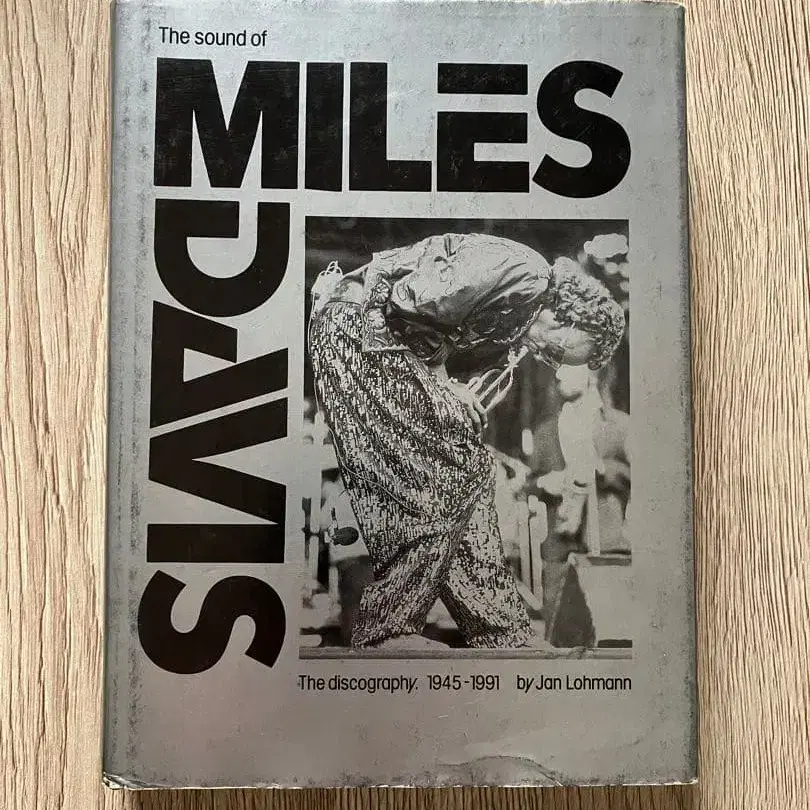 The sound of
MILES
DAVIS
The discography. 1945-1991 by Jan Lohmann